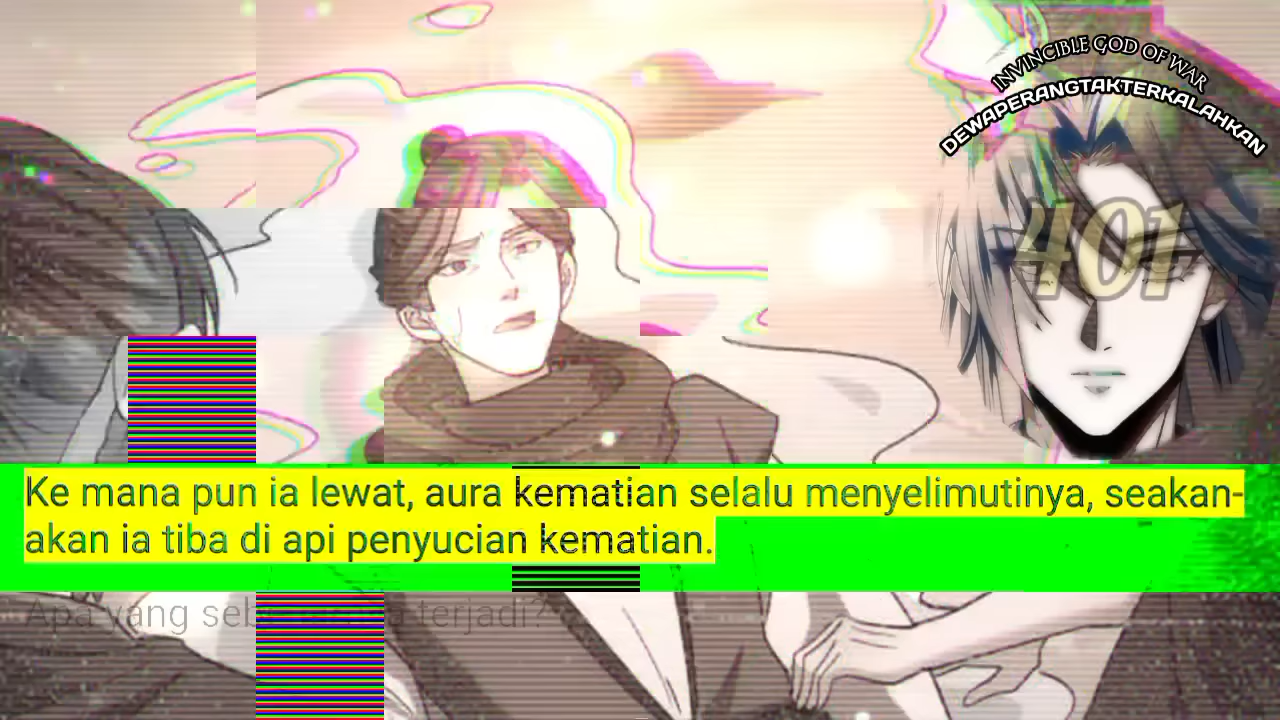 INVINCIBLE GOD OF WAR
DEWAPERANGTAKTERKALAHKAN
401
Ke mana pun ia lewat, aura kematian selalu menyelimutinya, seakan-
akan ia tiba di api penyucian kematian.
Apa yang terjadi?